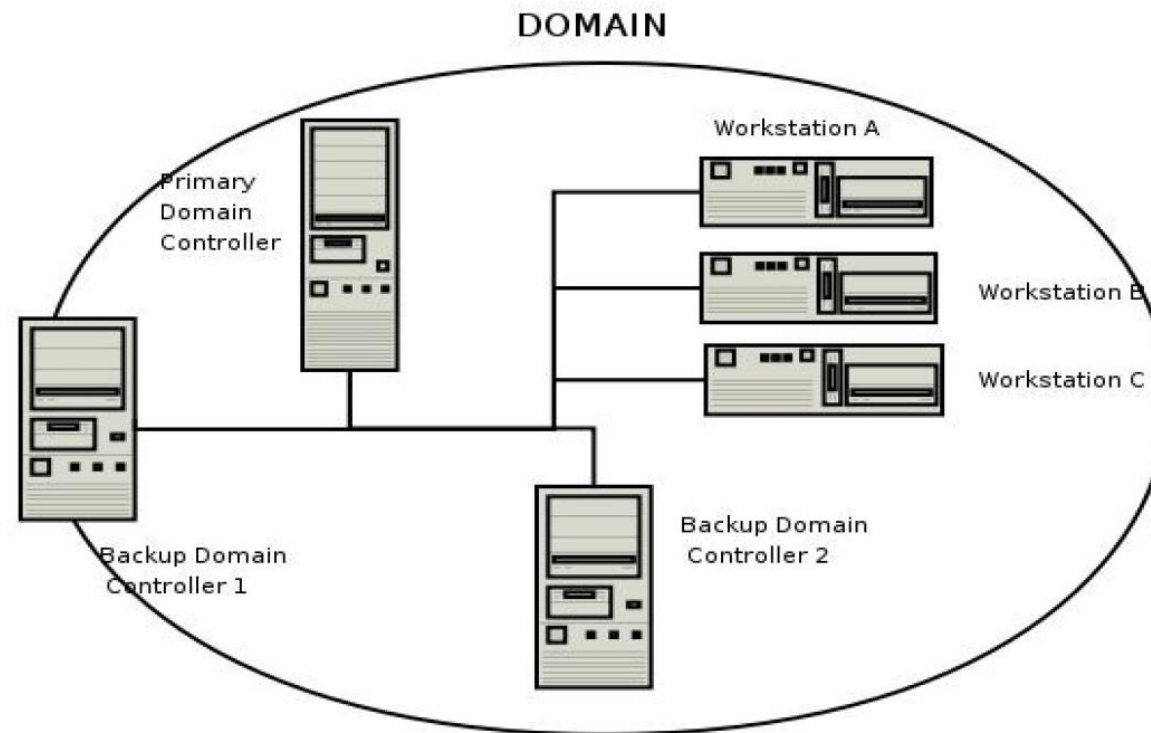 DOMAIN
Workstation A
Primary
Domain
Controller
Workstation B
Workstation C
Backup Domain
Controller 2
Backup Domain
Controller 1